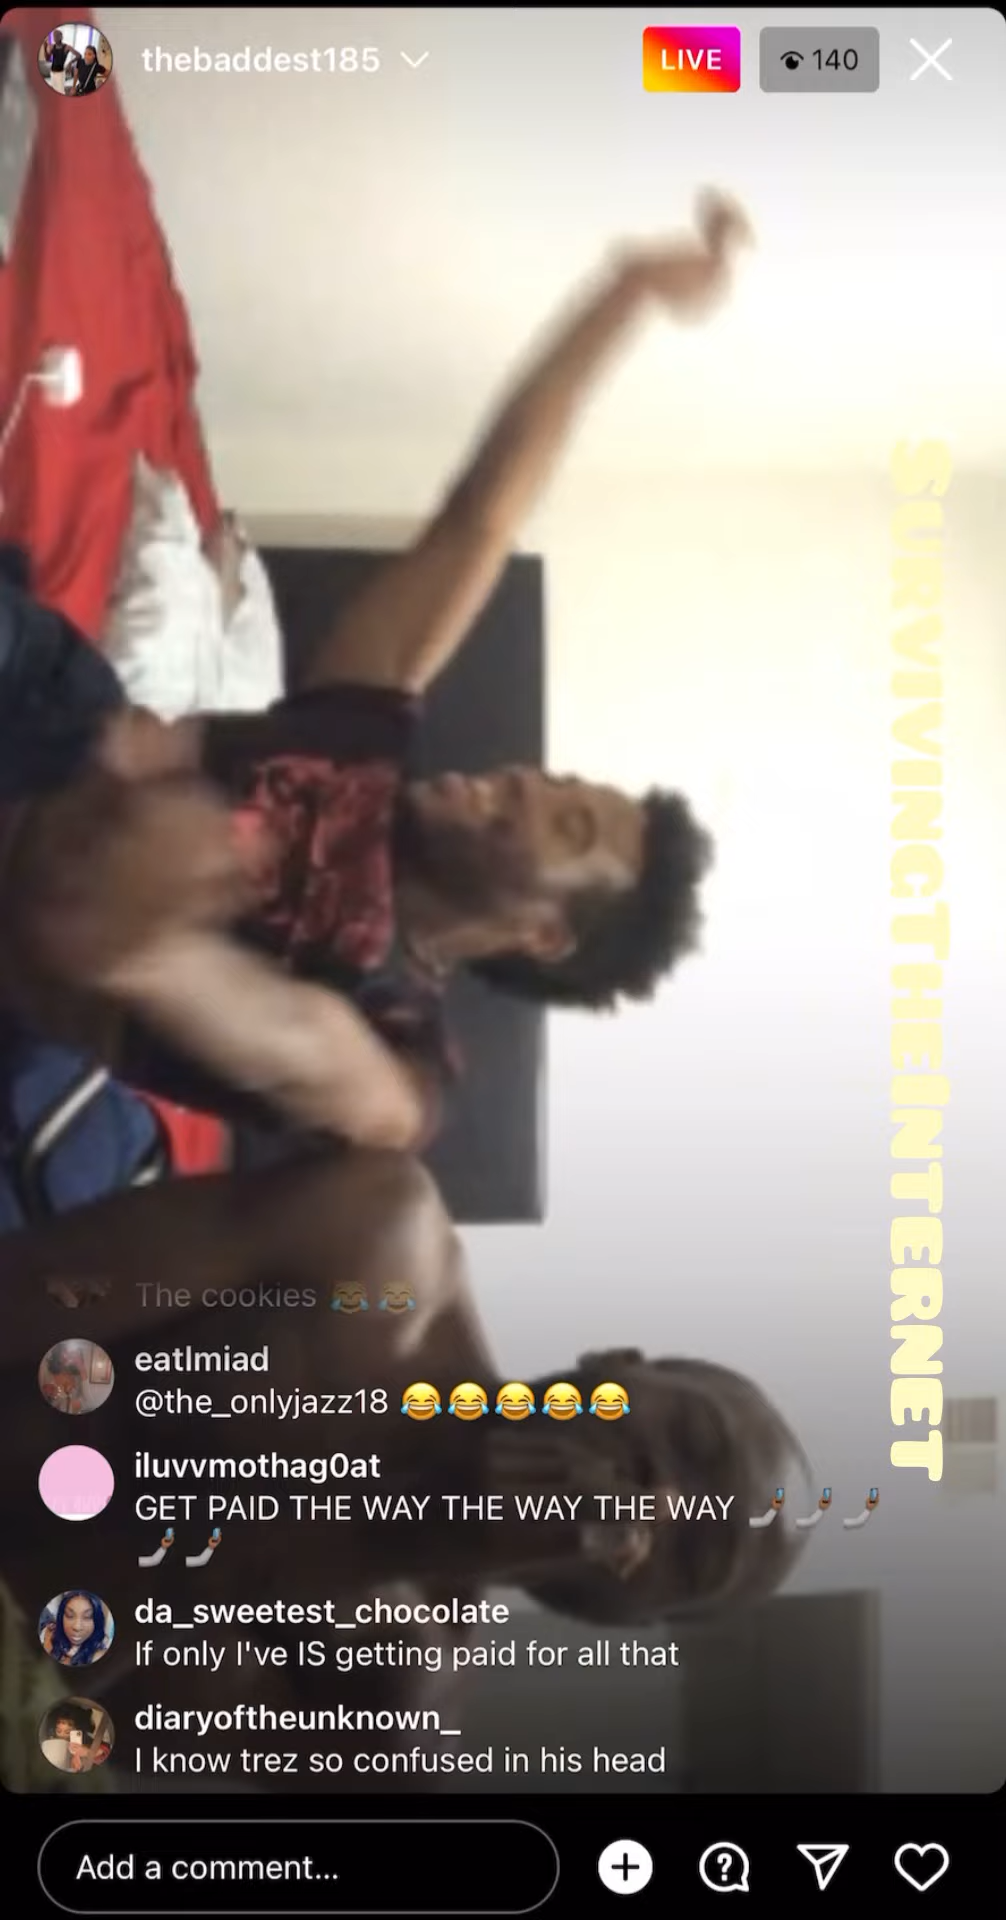 thebaddest185
LIVE
140
SURVIVINGTHEINTERNET
The cookies 😂 😂
eatlmiad
@the_onlyjazz18 😂😂😂😂😂
iluvvmothag0at
GET PAID THE WAY THE WAY THE WAY 🤳🏽🤳🏽🤳🏽
🤳🏽🤳🏽
da_sweetest_chocolate
If only I've IS getting paid for all that
diaryoftheunknown_
I know trez so confused in his head
Add a comment...